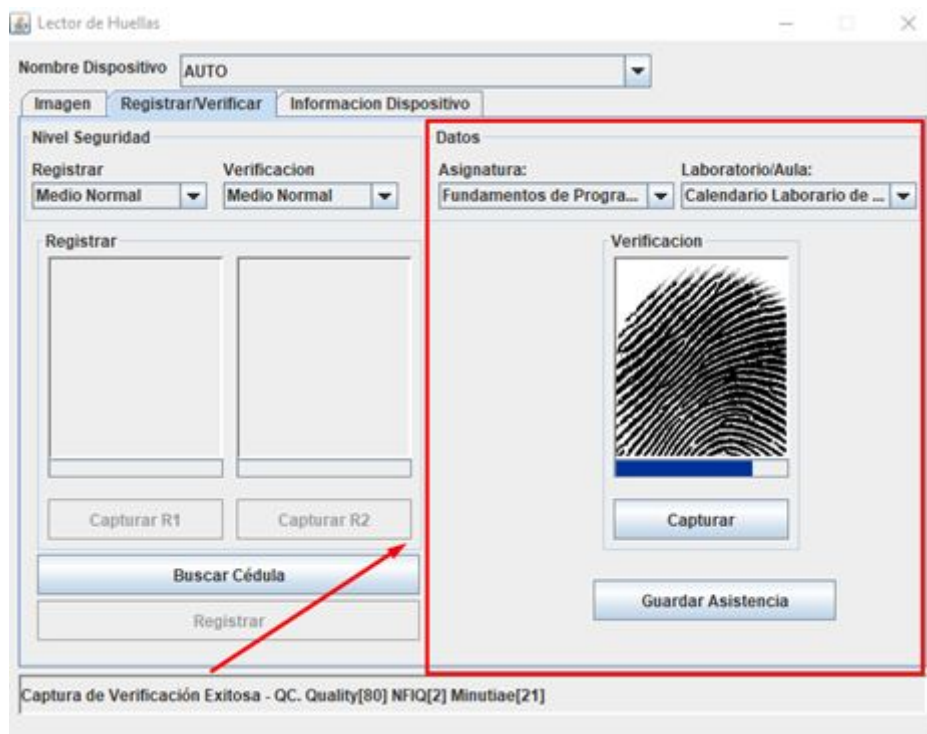 Lector de Huellas
Nombre Dispositivo AUTO
Imagen Registrar/Verificar Informacion Dispositivo
Nivel Seguridad
Registrar Verificacion
Medio Normal Medio Normal
Registrar
Capturar R1 Capturar R2
Buscar Cédula
Registrar
Datos
Asignatura: Laboratorio/Aula:
Fundamentos de Progra... Calendario Laborario de ...
Verificacion
Capturar
Guardar Asistencia
Captura de Verificación Exitosa - QC. Quality[80] NFIQ[2] Minutiae[21]